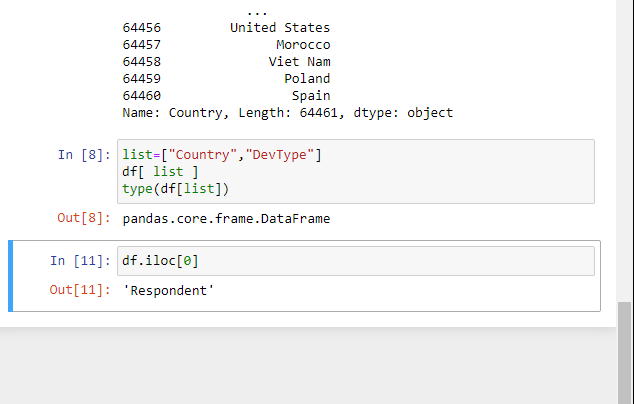 ...
64456         United States
64457               Morocco
64458              Viet Nam
64459                Poland
64460                 Spain
Name: Country, Length: 64461, dtype: object
In [8]: list=["Country","DevType"]
df[ list ]
type(df[list])
Out[8]: pandas.core.frame.DataFrame
In [11]: df.iloc[0]
Out[11]: 'Respondent'